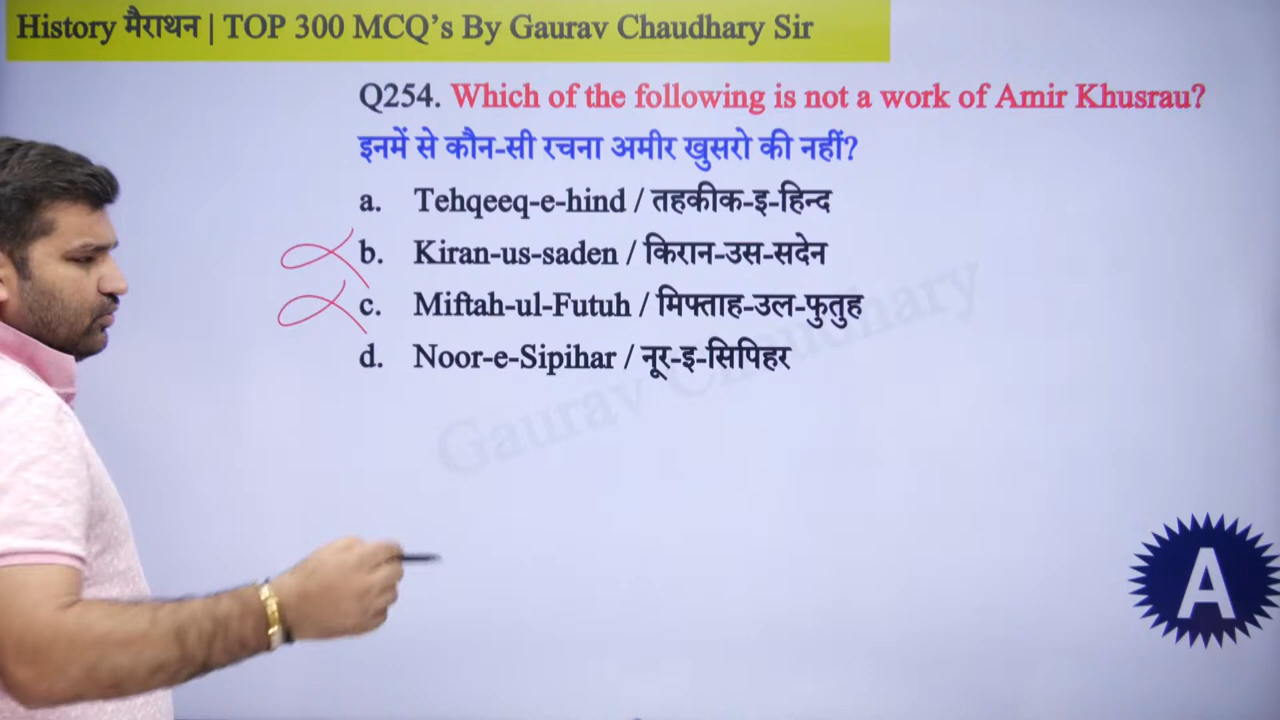 History मैराथन | TOP 300 MCQ’s By Gaurav Chaudhary Sir
Q254. Which of the following is not a work of Amir Khusrau?
इनमें से कौन-सी रचना अमीर खुसरो की नहीं?
a. Tehqeeq-e-hind / तहकीक-इ-हिन्द
b. Kiran-us-saden / किरान-उस-सदेन
c. Miftah-ul-Futuh / मिफ्ताह-उल-फुतुह
d. Noor-e-Sipihar / नूर-इ-सिपिहर
Gaurav Chaudhary
A